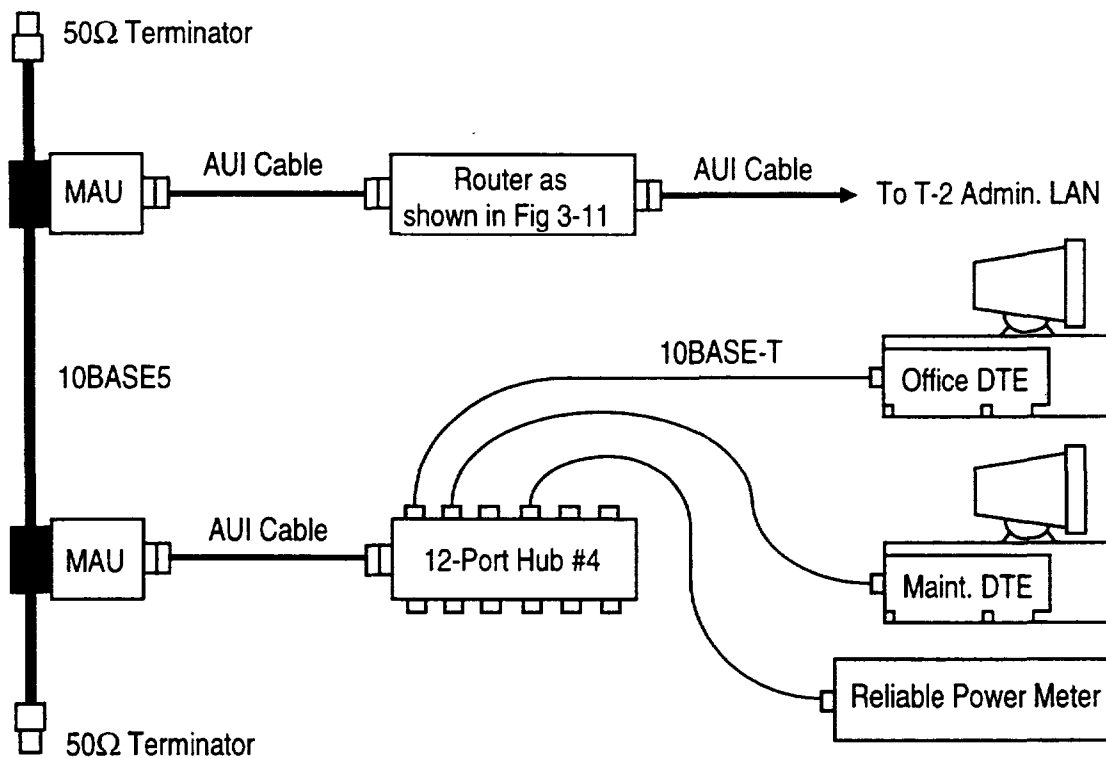 50Ω Terminator
MAU
AUI Cable
Router as
shown in Fig 3-11
AUI Cable
To T-2 Admin. LAN
10BASE5
10BASE-T
Office DTE
MAU
AUI Cable
12-Port Hub #4
Maint. DTE
Reliable Power Meter
50Ω Terminator